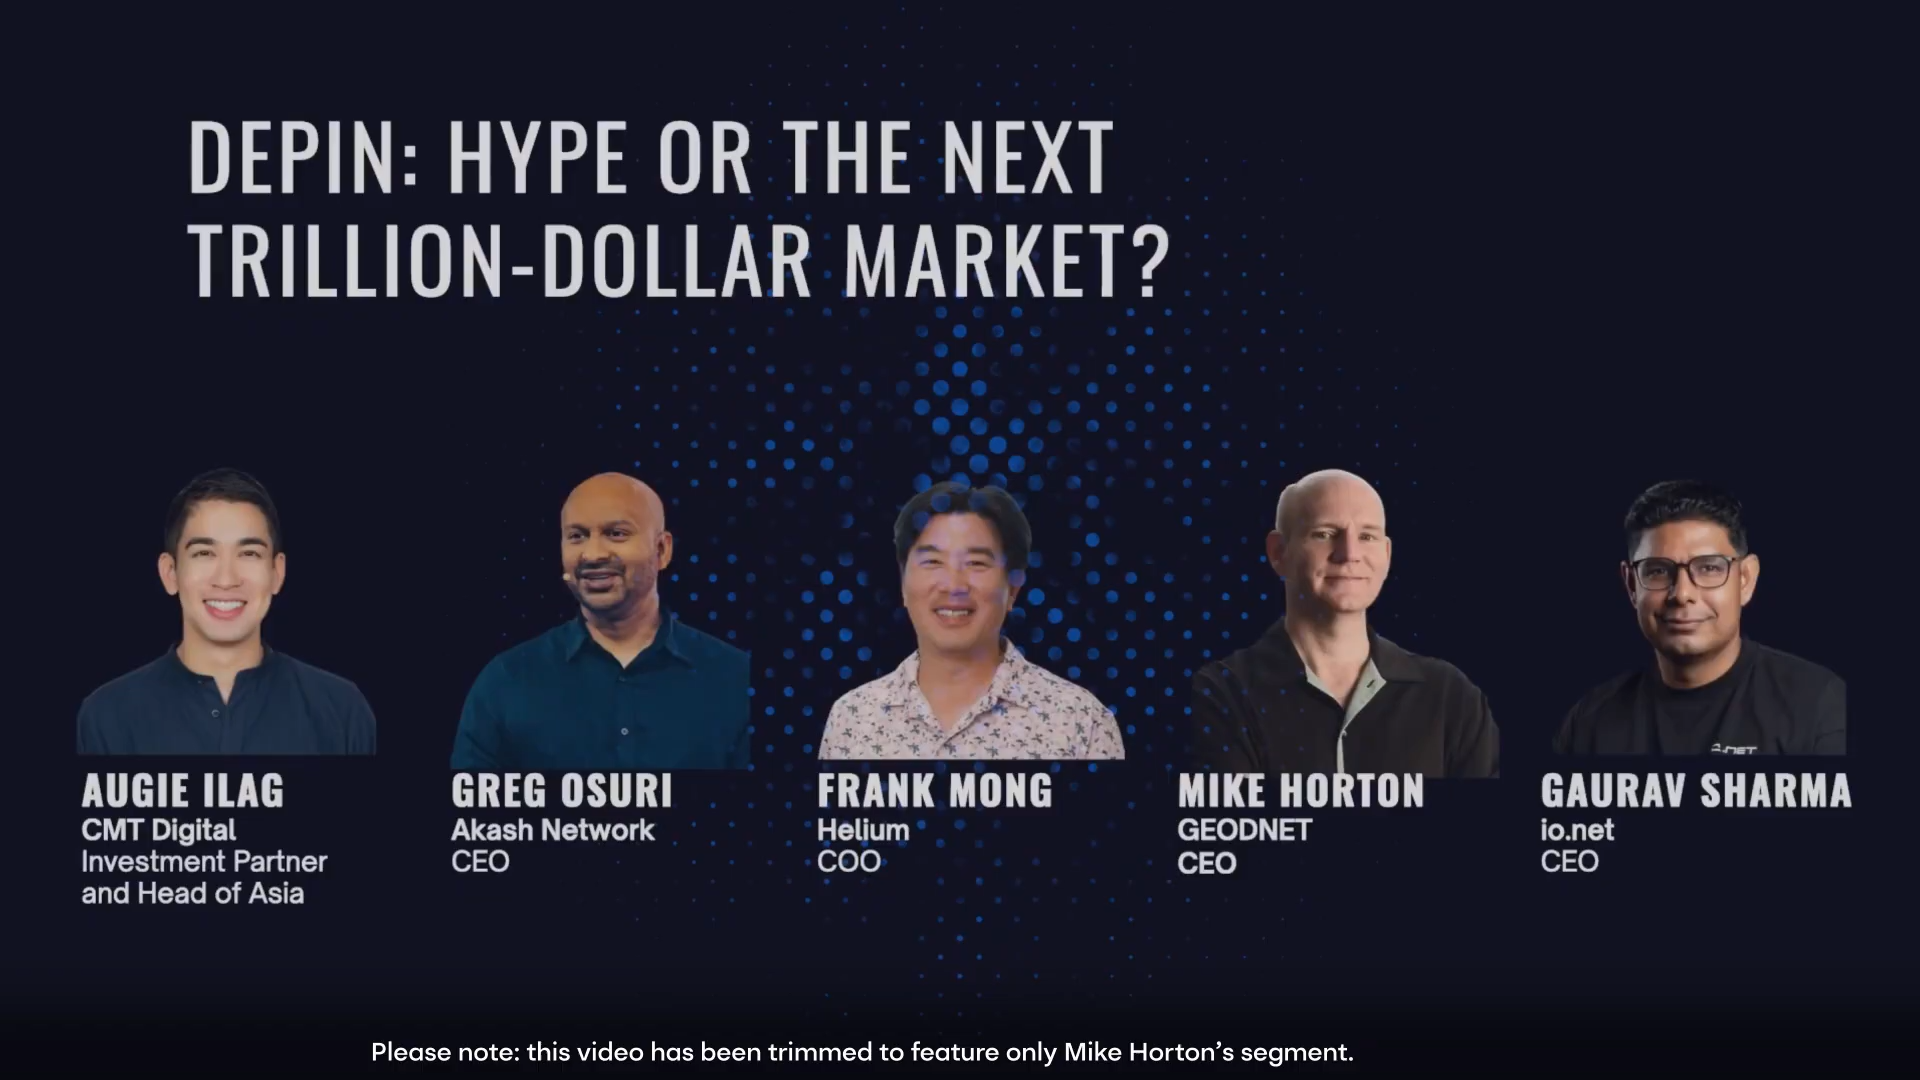 DEPIN: HYPE OR THE NEXT
TRILLION-DOLLAR MARKET?
AUGIE ILAG
CMT Digital
Investment Partner
and Head of Asia
GREG OSURI
Akash Network
CEO
FRANK MONG
Helium
COO
MIKE HORTON
GEODNET
CEO
GAURAV SHARMA
io.net
CEO
Please note: this video has been trimmed to feature only Mike Horton’s segment.